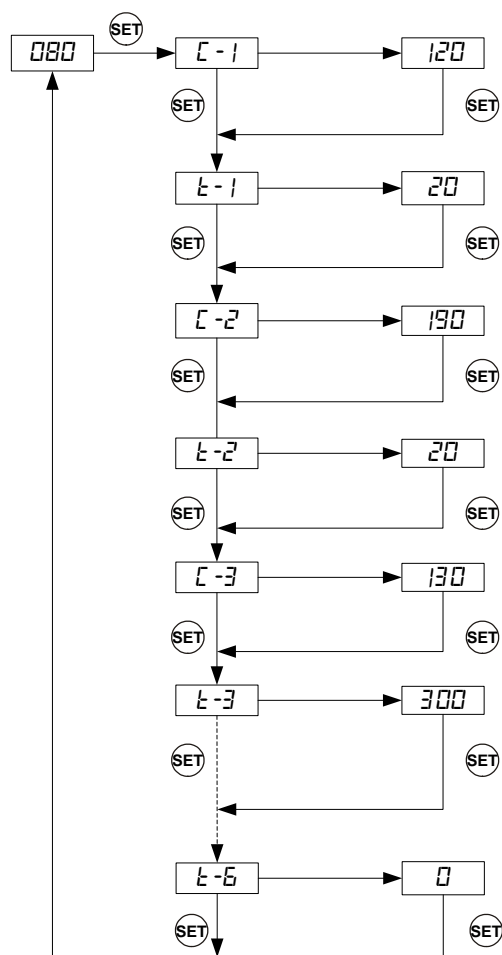 SET
080 C-1 120
SET SET
t-1 20
SET SET
C-2 190
SET SET
t-2 20
SET SET
C-3 130
SET SET
t-3 300
SET SET
t-6 0
SET SET